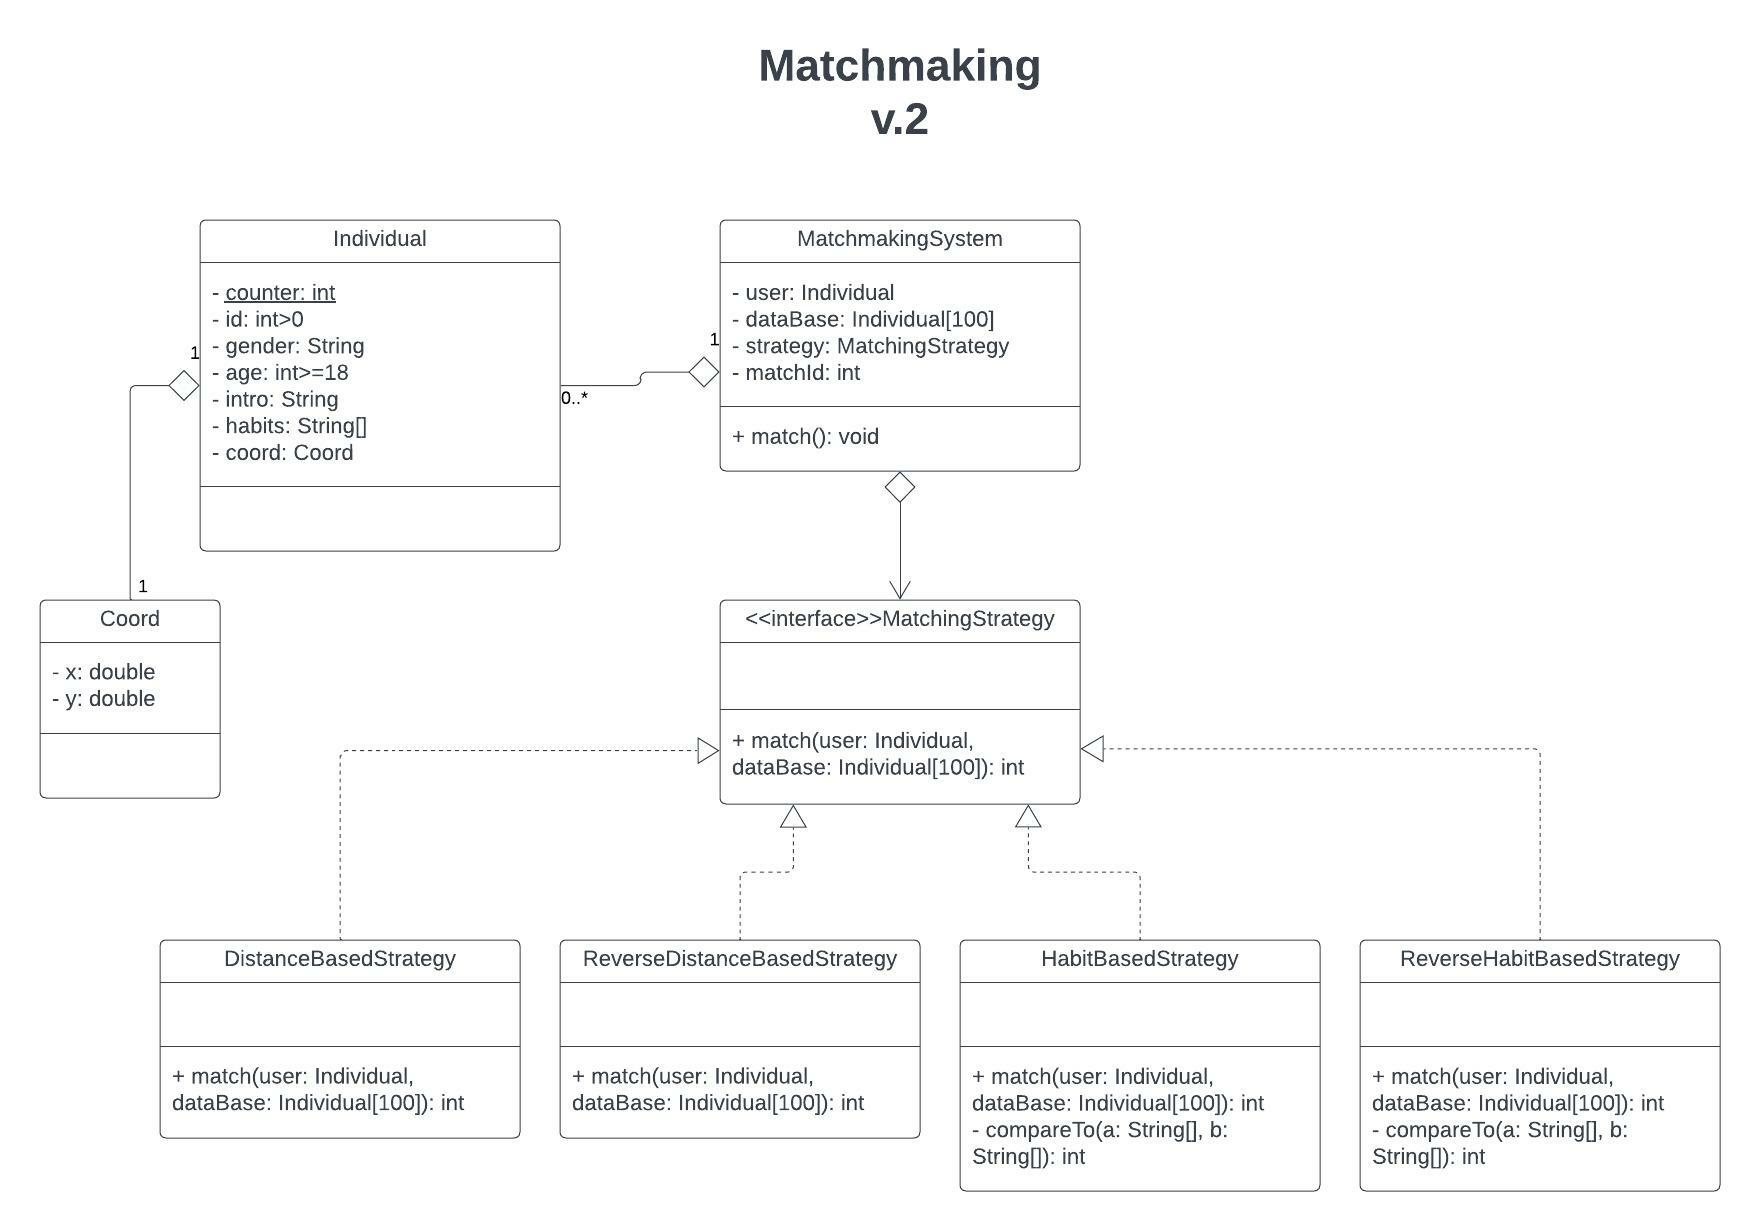 Matchmaking
v.2
Individual
- counter: int
- id: int>0
- gender: String
- age: int>=18
- intro: String
- habits: String[]
- coord: Coord
1
0..*
1
MatchmakingSystem
- user: Individual
- dataBase: Individual[100]
- strategy: MatchingStrategy
- matchId: int
+ match(): void
1
Coord
- x: double
- y: double
<<interface>>MatchingStrategy
+ match(user: Individual,
dataBase: Individual[100]): int
DistanceBasedStrategy
+ match(user: Individual,
dataBase: Individual[100]): int
ReverseDistanceBasedStrategy
+ match(user: Individual,
dataBase: Individual[100]): int
HabitBasedStrategy
+ match(user: Individual,
dataBase: Individual[100]): int
- compareTo(a: String[], b:
String[]): int
ReverseHabitBasedStrategy
+ match(user: Individual,
dataBase: Individual[100]): int
- compareTo(a: String[], b:
String[]): int